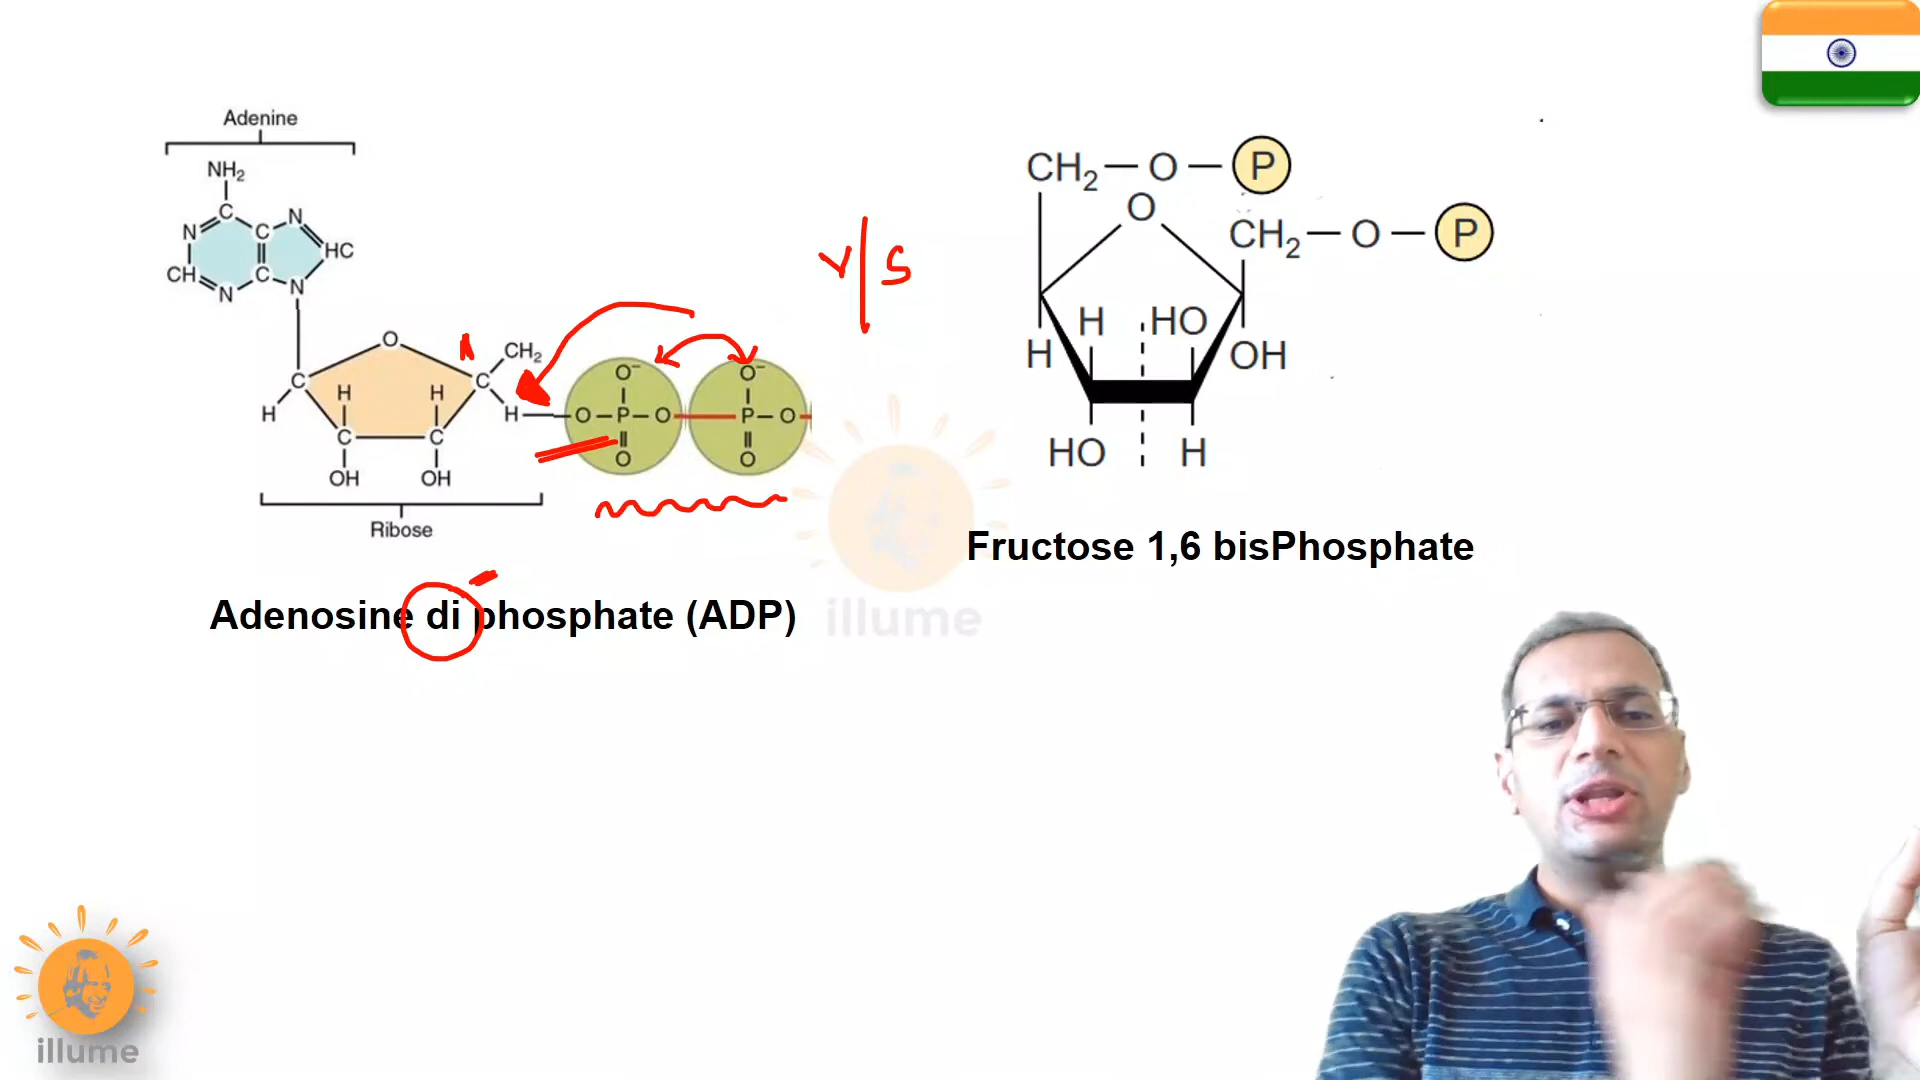 Adenine
NH2
C
N
C
N
HC
CH
N
C
N
O
CH2
C
C
H
H
H
H
C
C
OH
OH
Ribose
O
O–P–O
O
O
P–O
O
V/S
Adenosine di phosphate (ADP)
CH2–O–P
O
CH2–O–P
H
HO
H
OH
HO
H
Fructose 1,6 bisPhosphate
illume
illume